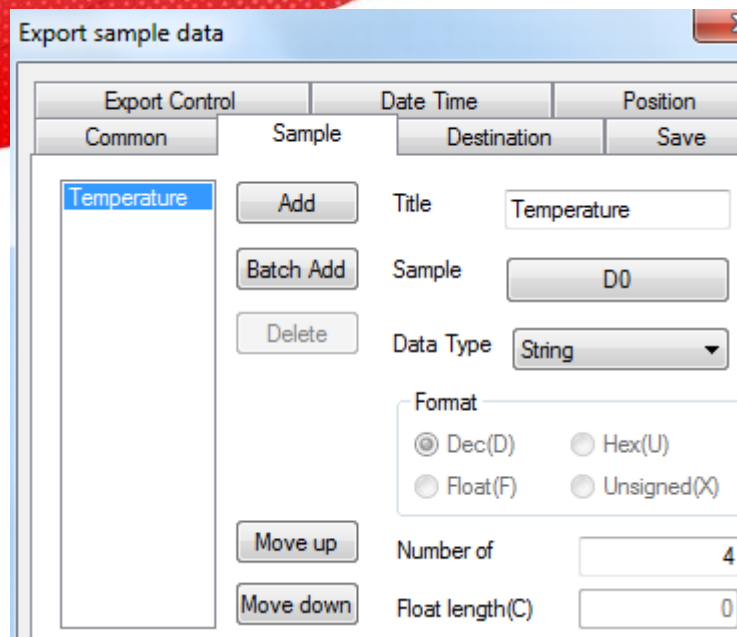 Export sample data
Export Control Date Time Position
Common Sample Destination Save
Temperature Add Title Temperature
Batch Add Sample D0
Delete Data Type String
Format
Dec(D) Hex(U)
Float(F) Unsigned(X)
Move up Number of 4
Move down Float length(C) 0